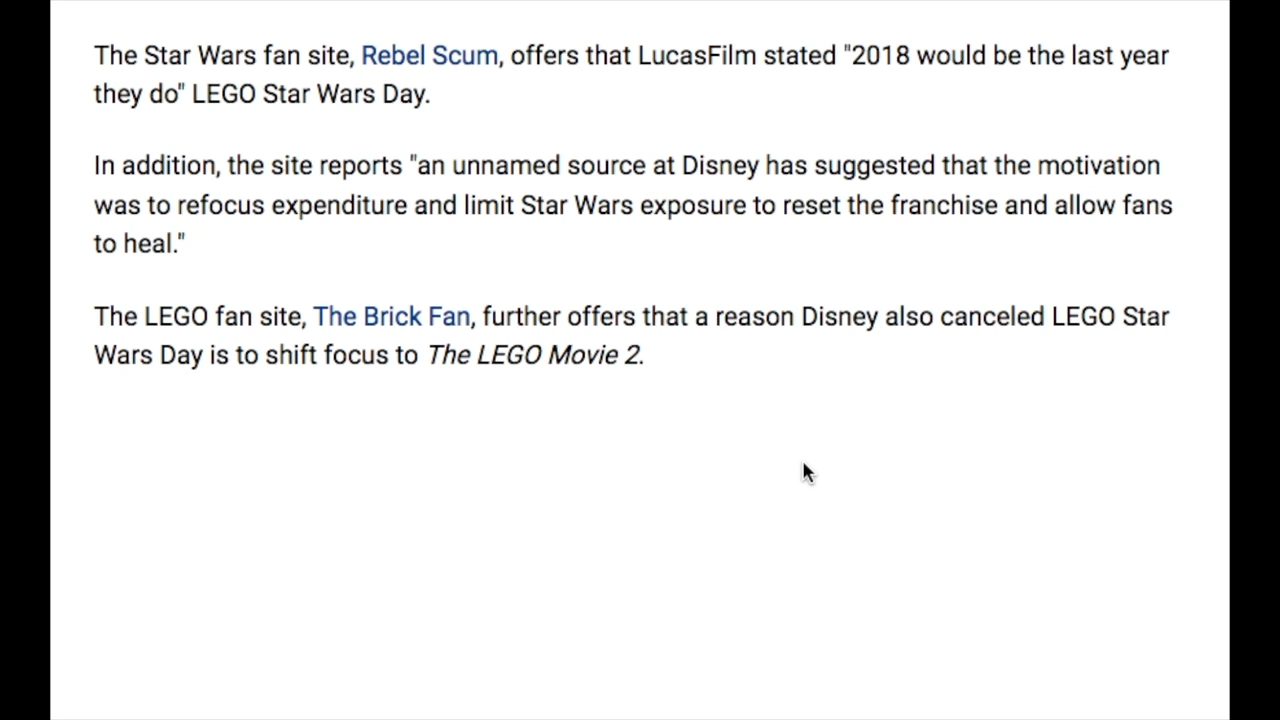 The Star Wars fan site, Rebel Scum, offers that LucasFilm stated "2018 would be the last year
they do" LEGO Star Wars Day.
In addition, the site reports "an unnamed source at Disney has suggested that the motivation
was to refocus expenditure and limit Star Wars exposure to reset the franchise and allow fans
to heal."
The LEGO fan site, The Brick Fan, further offers that a reason Disney also canceled LEGO Star
Wars Day is to shift focus to The LEGO Movie 2.